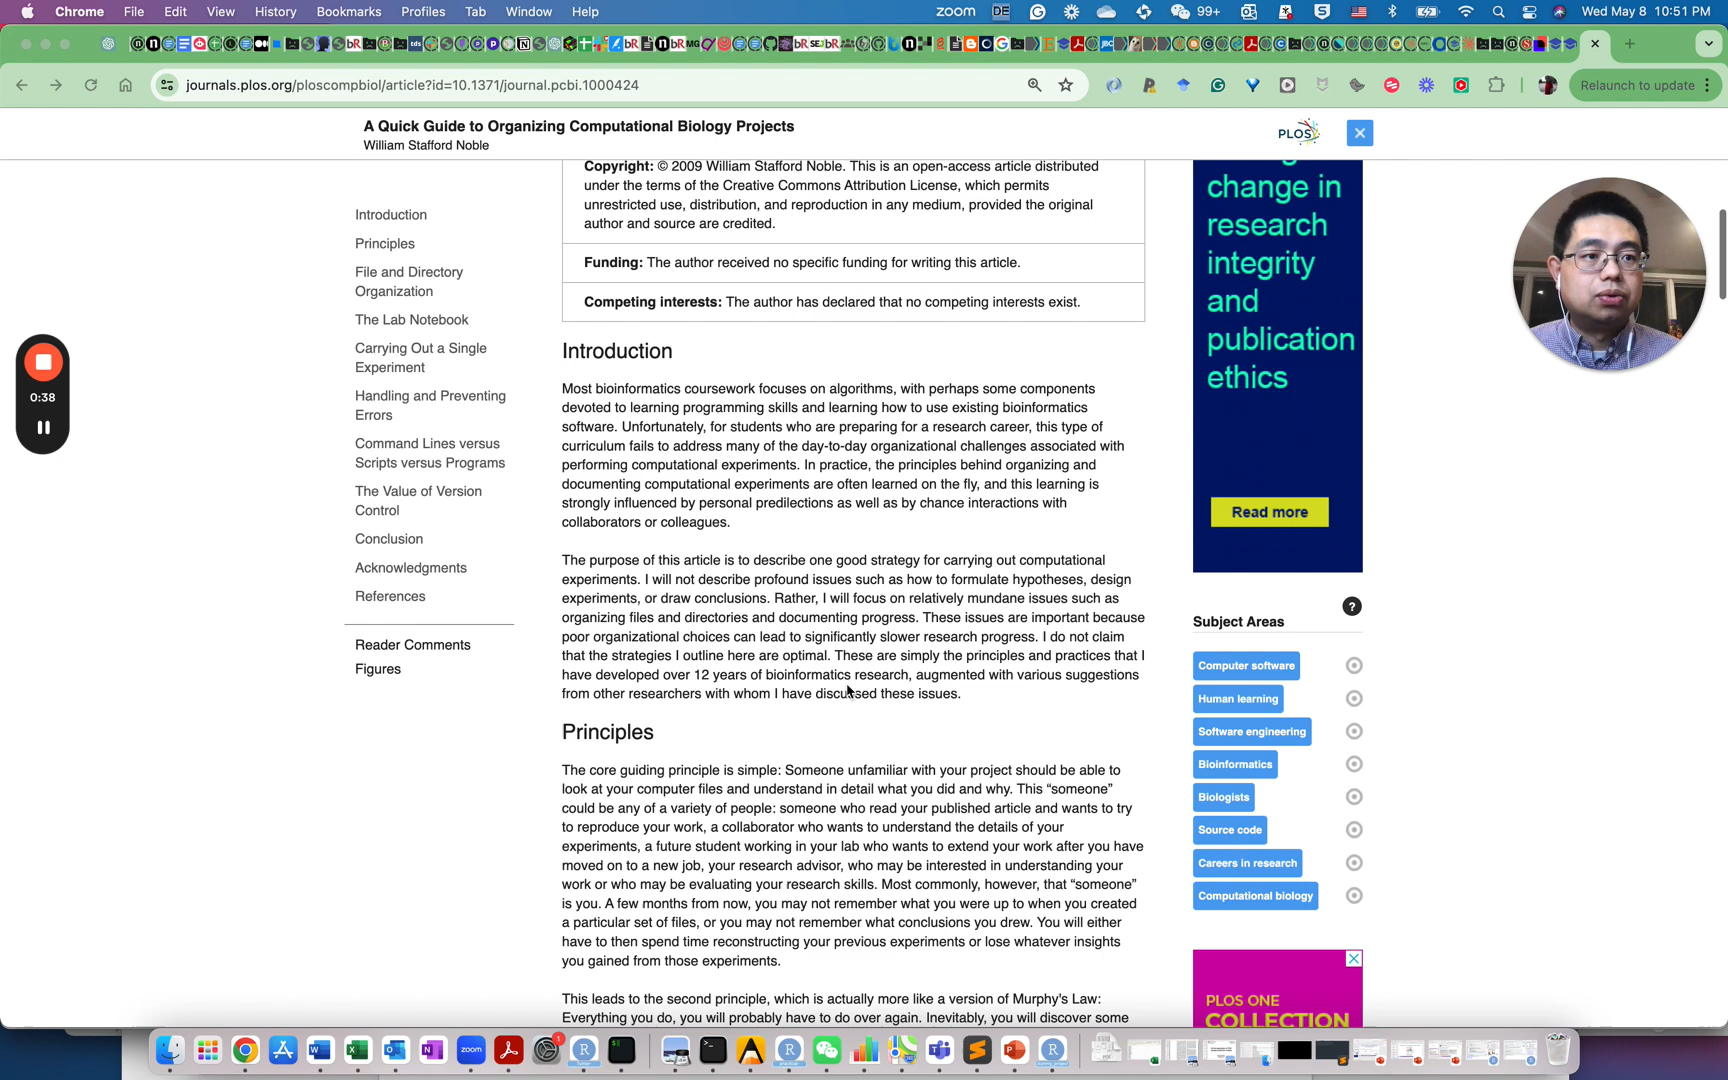 Chrome File Edit View History Bookmarks Profiles Tab Window Help
zoom DE 99+ Wed May 8 10:51 PM
journals.plos.org/ploscompbiol/article?id=10.1371/journal.pcbi.1000424
Relaunch to update
A Quick Guide to Organizing Computational Biology Projects
William Stafford Noble
PLOS
Introduction
Principles
File and Directory
Organization
The Lab Notebook
Carrying Out a Single
Experiment
Handling and Preventing
Errors
Command Lines versus
Scripts versus Programs
The Value of Version
Control
Conclusion
Acknowledgments
References
Reader Comments
Figures
0:38
Copyright: © 2009 William Stafford Noble. This is an open-access article distributed
under the terms of the Creative Commons Attribution License, which permits
unrestricted use, distribution, and reproduction in any medium, provided the original
author and source are credited.
Funding: The author received no specific funding for writing this article.
Competing interests: The author has declared that no competing interests exist.
Introduction
Most bioinformatics coursework focuses on algorithms, with perhaps some components
devoted to learning programming skills and learning how to use existing bioinformatics
software. Unfortunately, for students who are preparing for a research career, this type of
curriculum fails to address many of the day-to-day organizational challenges associated with
performing computational experiments. In practice, the principles behind organizing and
documenting computational experiments are often learned on the fly, and this learning is
strongly influenced by personal predilections as well as by chance interactions with
collaborators or colleagues.
The purpose of this article is to describe one good strategy for carrying out computational
experiments. I will not describe profound issues such as how to formulate hypotheses, design
experiments, or draw conclusions. Rather, I will focus on relatively mundane issues such as
organizing files and directories and documenting progress. These issues are important because
poor organizational choices can lead to significantly slower research progress. I do not claim
that the strategies I outline here are optimal. These are simply the principles and practices that I
have developed over 12 years of bioinformatics research, augmented with various suggestions
from other researchers with whom I have discussed these issues.
Principles
The core guiding principle is simple: Someone unfamiliar with your project should be able to
look at your computer files and understand in detail what you did and why. This “someone”
could be any of a variety of people: someone who read your published article and wants to try
to reproduce your work, a collaborator who wants to understand the details of your
experiments, a future student working in your lab who wants to extend your work after you have
moved on to a new job, your research advisor, who may be interested in understanding your
work or who may be evaluating your research skills. Most commonly, however, that “someone”
is you. A few months from now, you may not remember what you were up to when you created
a particular set of files, or you may not remember what conclusions you drew. You will either
have to then spend time reconstructing your previous experiments or lose whatever insights
you gained from those experiments.
This leads to the second principle, which is actually more like a version of Murphy's Law:
Everything you do, you will probably have to do over again. Inevitably, you will discover some
change in
research
integrity
and
publication
ethics
Read more
?
Subject Areas
Computer software
Human learning
Software engineering
Bioinformatics
Biologists
Source code
Careers in research
Computational biology
PLOS ONE
COLLECTION
zoom